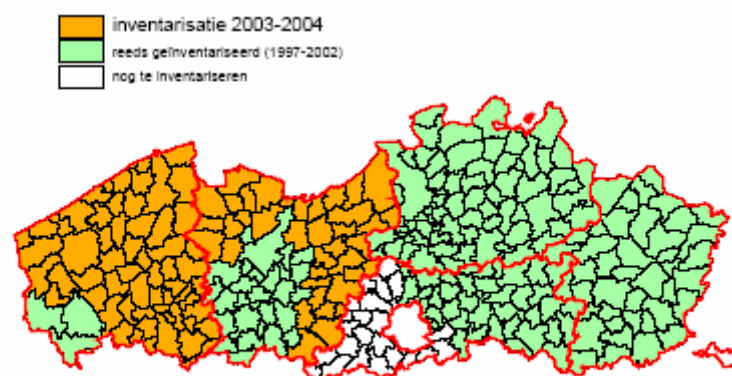 inventarisatie 2003-2004
reeds geïnventariseerd (1997-2002)
nog te inventariseren